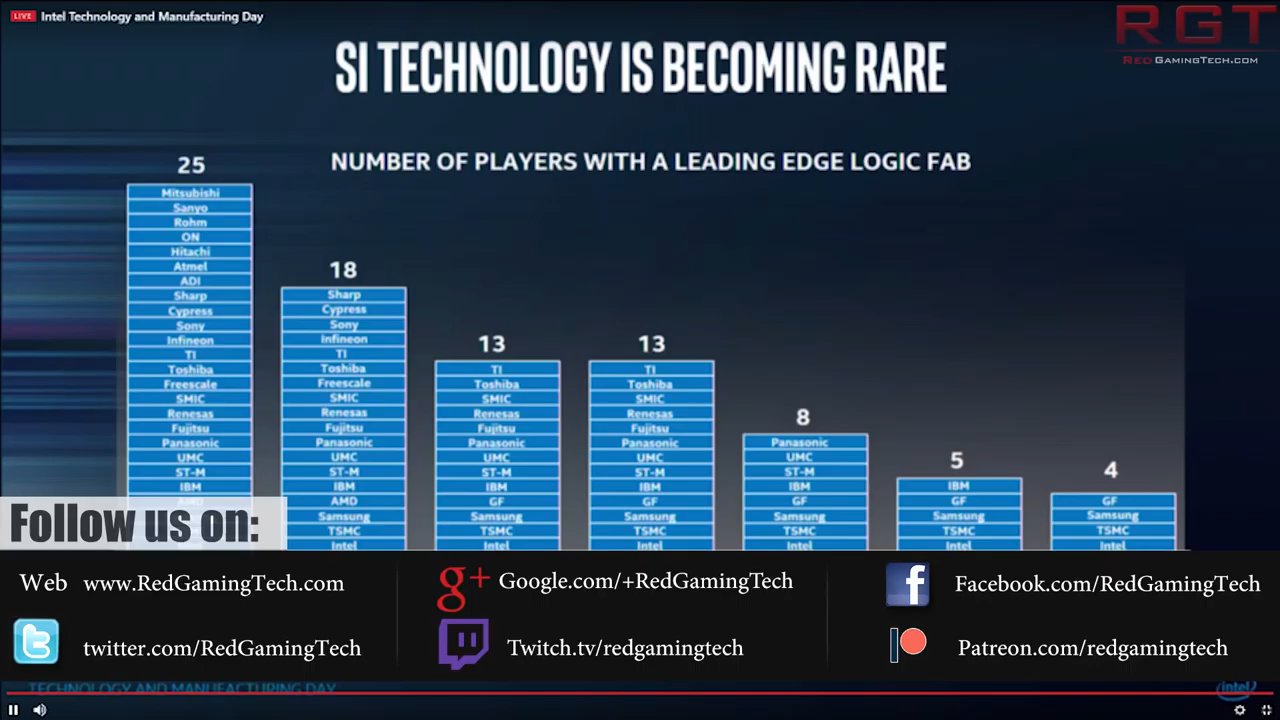 LIVE Intel Technology and Manufacturing Day
RGT
REDGAMINGTECH.COM
SI TECHNOLOGY IS BECOMING RARE
NUMBER OF PLAYERS WITH A LEADING EDGE LOGIC FAB
25
Mitsubishi
Sanyo
Rohm
ON
Hitachi
Atmel
ADI
Sharp
Cypress
Sony
Infineon
TI
Toshiba
Freescale
SMIC
Renesas
Fujitsu
Panasonic
UMC
ST-M
IBM
AMD
18
Sharp
Cypress
Sony
Infineon
TI
Toshiba
Freescale
SMIC
Renesas
Fujitsu
Panasonic
UMC
ST-M
IBM
AMD
Samsung
TSMC
Intel
13
TI
Toshiba
SMIC
Renesas
Fujitsu
Panasonic
UMC
ST-M
IBM
GF
Samsung
TSMC
Intel
13
TI
Toshiba
SMIC
Renesas
Fujitsu
Panasonic
UMC
ST-M
IBM
GF
Samsung
TSMC
Intel
8
Panasonic
UMC
ST-M
IBM
GF
Samsung
TSMC
Intel
5
IBM
GF
Samsung
TSMC
Intel
4
GF
Samsung
TSMC
Intel
Follow us on:
Web www.RedGamingTech.com
g+ Google.com/+RedGamingTech
f Facebook.com/RedGamingTech
twitter.com/RedGamingTech
Twitch.tv/redgamingtech
Patreon.com/redgamingtech
TECHNOLOGY AND MANUFACTURING DAY
intel